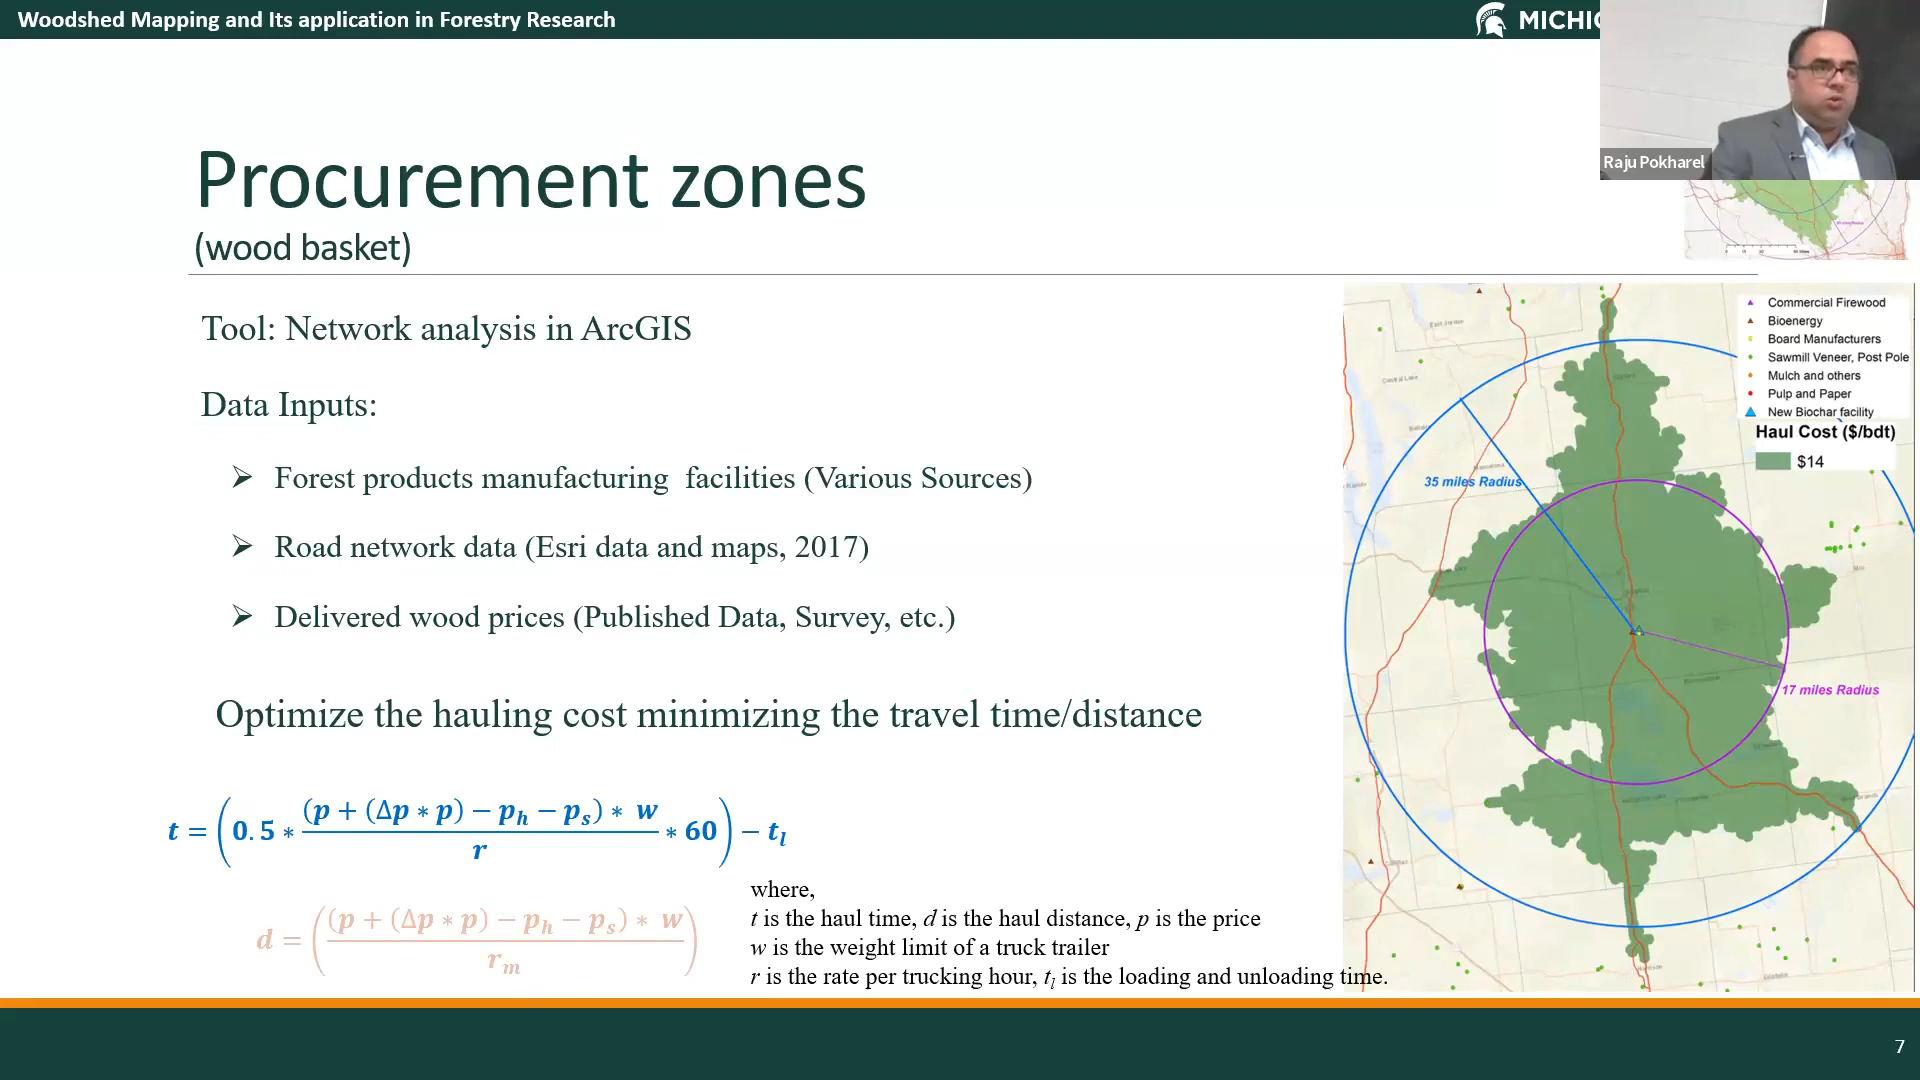 Woodshed Mapping and Its application in Forestry Research
Raju Pokharel
Procurement zones
(wood basket)
Tool: Network analysis in ArcGIS
Data Inputs:
➢ Forest products manufacturing facilities (Various Sources)
➢ Road network data (Esri data and maps, 2017)
➢ Delivered wood prices (Published Data, Survey, etc.)
Optimize the hauling cost minimizing the travel time/distance
t = (0.5 * (p + (Δp * p) − p_h − p_s) * w / r * 60) − t_l
d = ((p + (Δp * p) − p_h − p_s) * w / r_m)
where,
t is the haul time, d is the haul distance, p is the price
w is the weight limit of a truck trailer
r is the rate per trucking hour, t_l is the loading and unloading time.
Commercial Firewood
Bioenergy
Board Manufacturers
Sawmill Veneer, Post Pole
Mulch and others
Pulp and Paper
New Biochar facility
Haul Cost ($/bdt)
$14
35 miles Radius
17 miles Radius
7